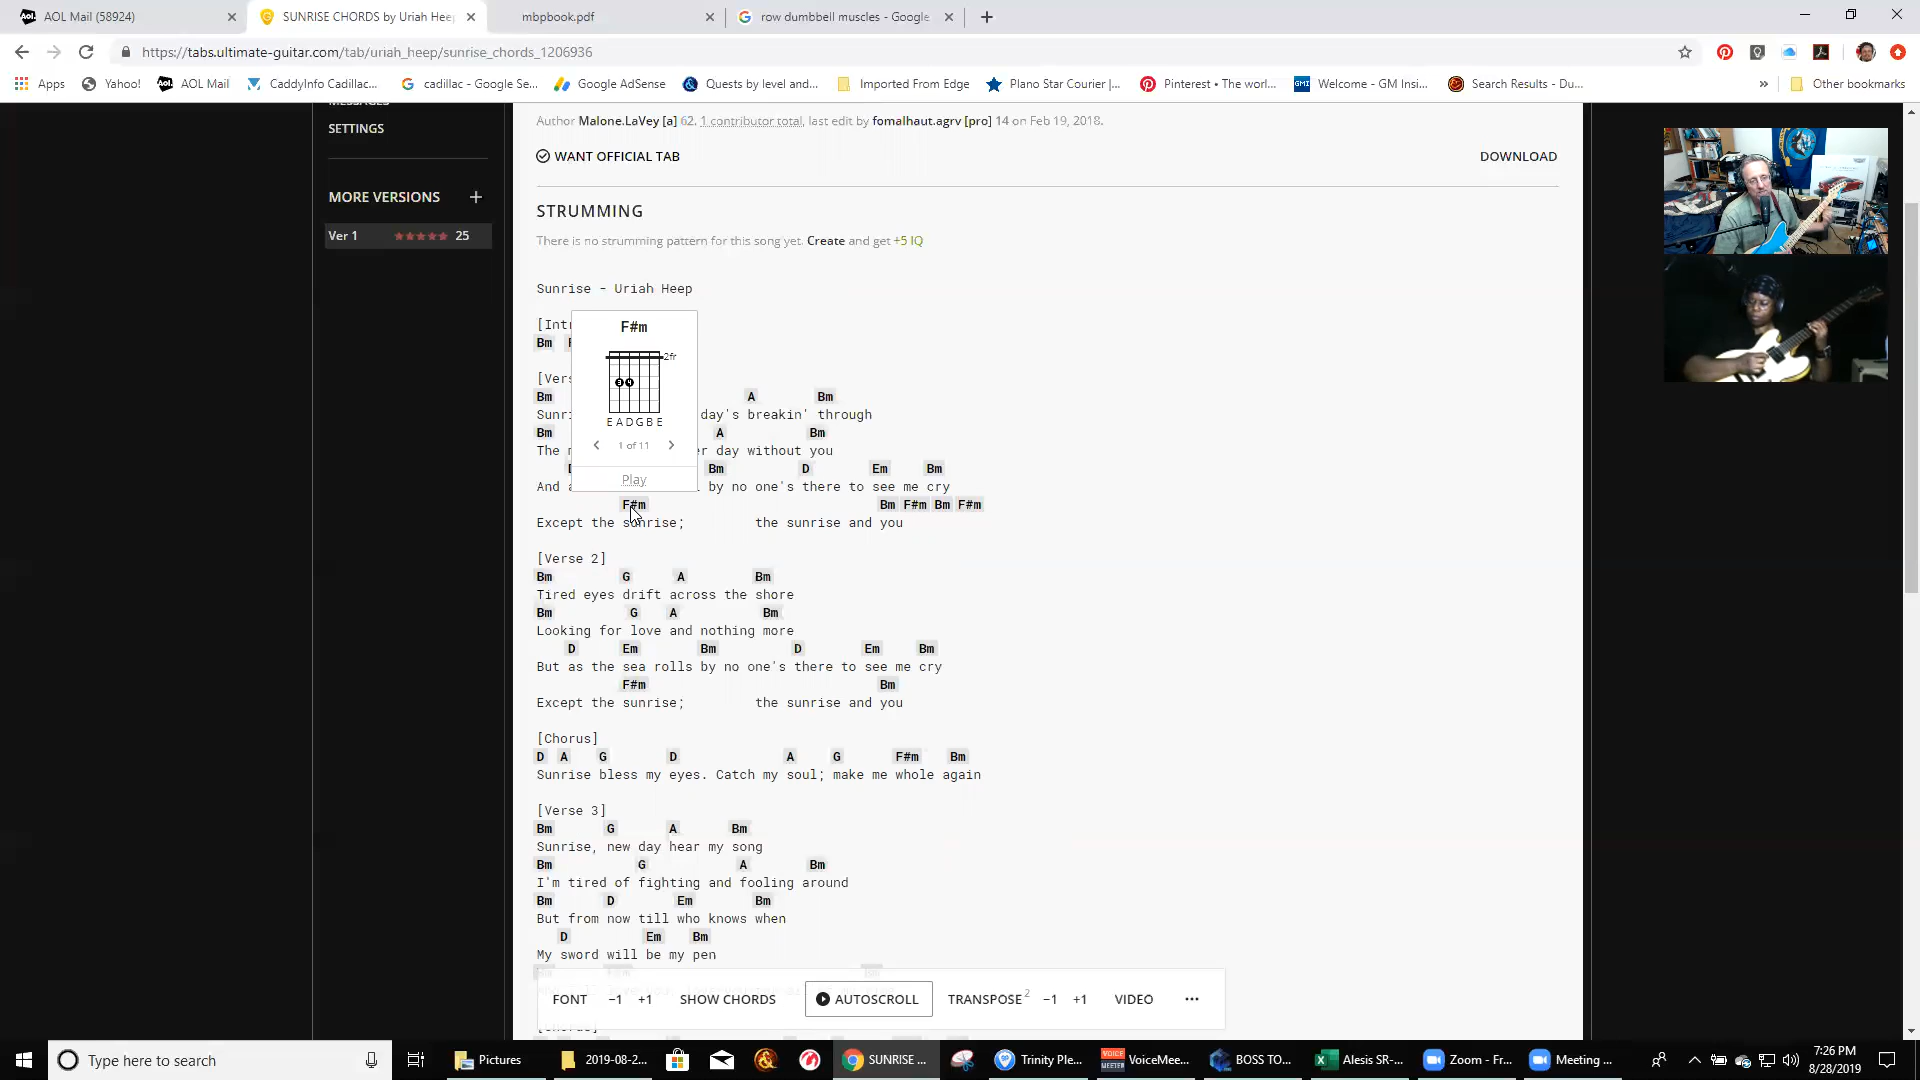 AOL Mail (58924)
SUNRISE CHORDS by Uriah Heep
mbpbook.pdf
row dumbbell muscles - Google
https://tabs.ultimate-guitar.com/tab/uriah_heep/sunrise_chords_1206936
Apps Yahoo! AOL Mail CaddyInfo Cadillac... cadillac - Google Se... Google AdSense Quests by level and... Imported From Edge Plano Star Courier |... Pinterest • The worl... Welcome - GM Insi... Search Results - Du... » Other bookmarks
MESSAGES
SETTINGS
MORE VERSIONS +
Ver 1 25
Author Malone.LaVey [a] 62. 1 contributor total, last edit by fomalhaut.agrv [pro] 14 on Feb 19, 2018.
WANT OFFICIAL TAB DOWNLOAD
STRUMMING
There is no strumming pattern for this song yet. Create and get +5 IQ
Sunrise - Uriah Heep
[Int
Bm
F#m
2fr
3 4
E A D G B E
1 of 11
Play
[Vers
Bm A Bm
Sunri day's breakin' through
Bm A Bm
The r day without you
Bm D Em Bm
And a by no one's there to see me cry
F#m Bm F#m Bm F#m
Except the sunrise; the sunrise and you
[Verse 2]
Bm G A Bm
Tired eyes drift across the shore
Bm G A Bm
Looking for love and nothing more
D Em Bm D Em Bm
But as the sea rolls by no one's there to see me cry
F#m Bm
Except the sunrise; the sunrise and you
[Chorus]
D A G D A G F#m Bm
Sunrise bless my eyes. Catch my soul; make me whole again
[Verse 3]
Bm G A Bm
Sunrise, new day hear my song
Bm G A Bm
I'm tired of fighting and fooling around
Bm D Em Bm
But from now till who knows when
D Em Bm
My sword will be my pen
FONT −1 +1 SHOW CHORDS AUTOSCROLL TRANSPOSE 2 −1 +1 VIDEO
Type here to search
Pictures
2019-08-2...
SUNRISE ...
Trinity Ple...
VoiceMee...
BOSS TO...
Alesis SR-...
Zoom - Fr...
Meeting ...
7:26 PM
8/28/2019